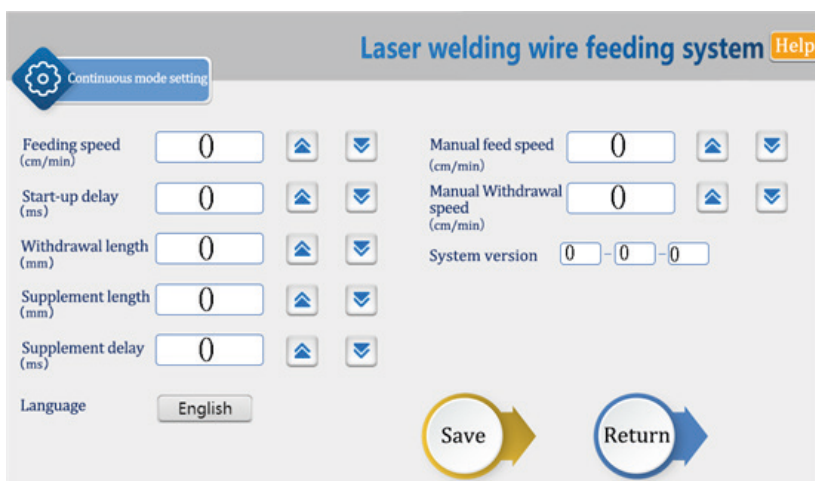 Laser welding wire feeding system Help
Continuous mode setting
Feeding speed 0
(cm/min)
Start-up delay 0
(ms)
Withdrawal length 0
(mm)
Supplement length 0
(mm)
Supplement delay 0
(ms)
Language English
Manual feed speed 0
(cm/min)
Manual Withdrawal 0
speed
(cm/min)
System version 0 - 0 - 0
Save
Return